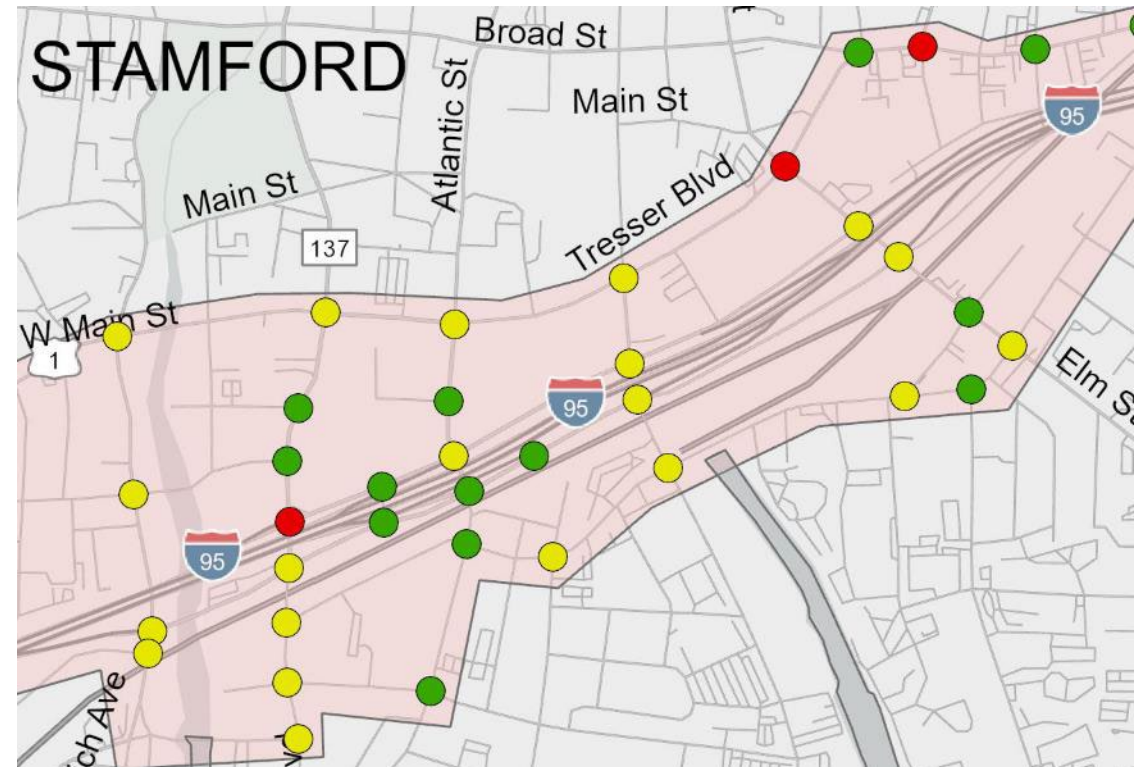 STAMFORD
Broad St
Main St
Atlantic St
95
Main St
Tresser Blvd
137
W Main St
1
95
Elm St
95